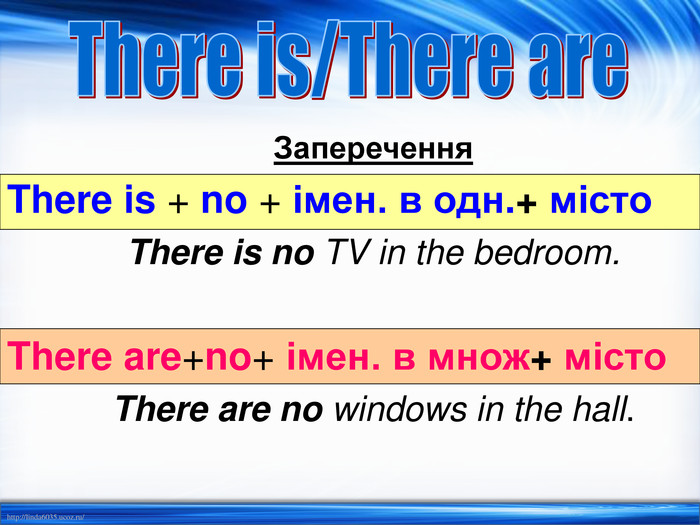 There is/There are
Заперечення
There is + no + імен. в одн.+ місто
There is no TV in the bedroom.
There are+no+ імен. в множ+ місто
There are no windows in the hall.
http://linda6035.ucoz.ru/